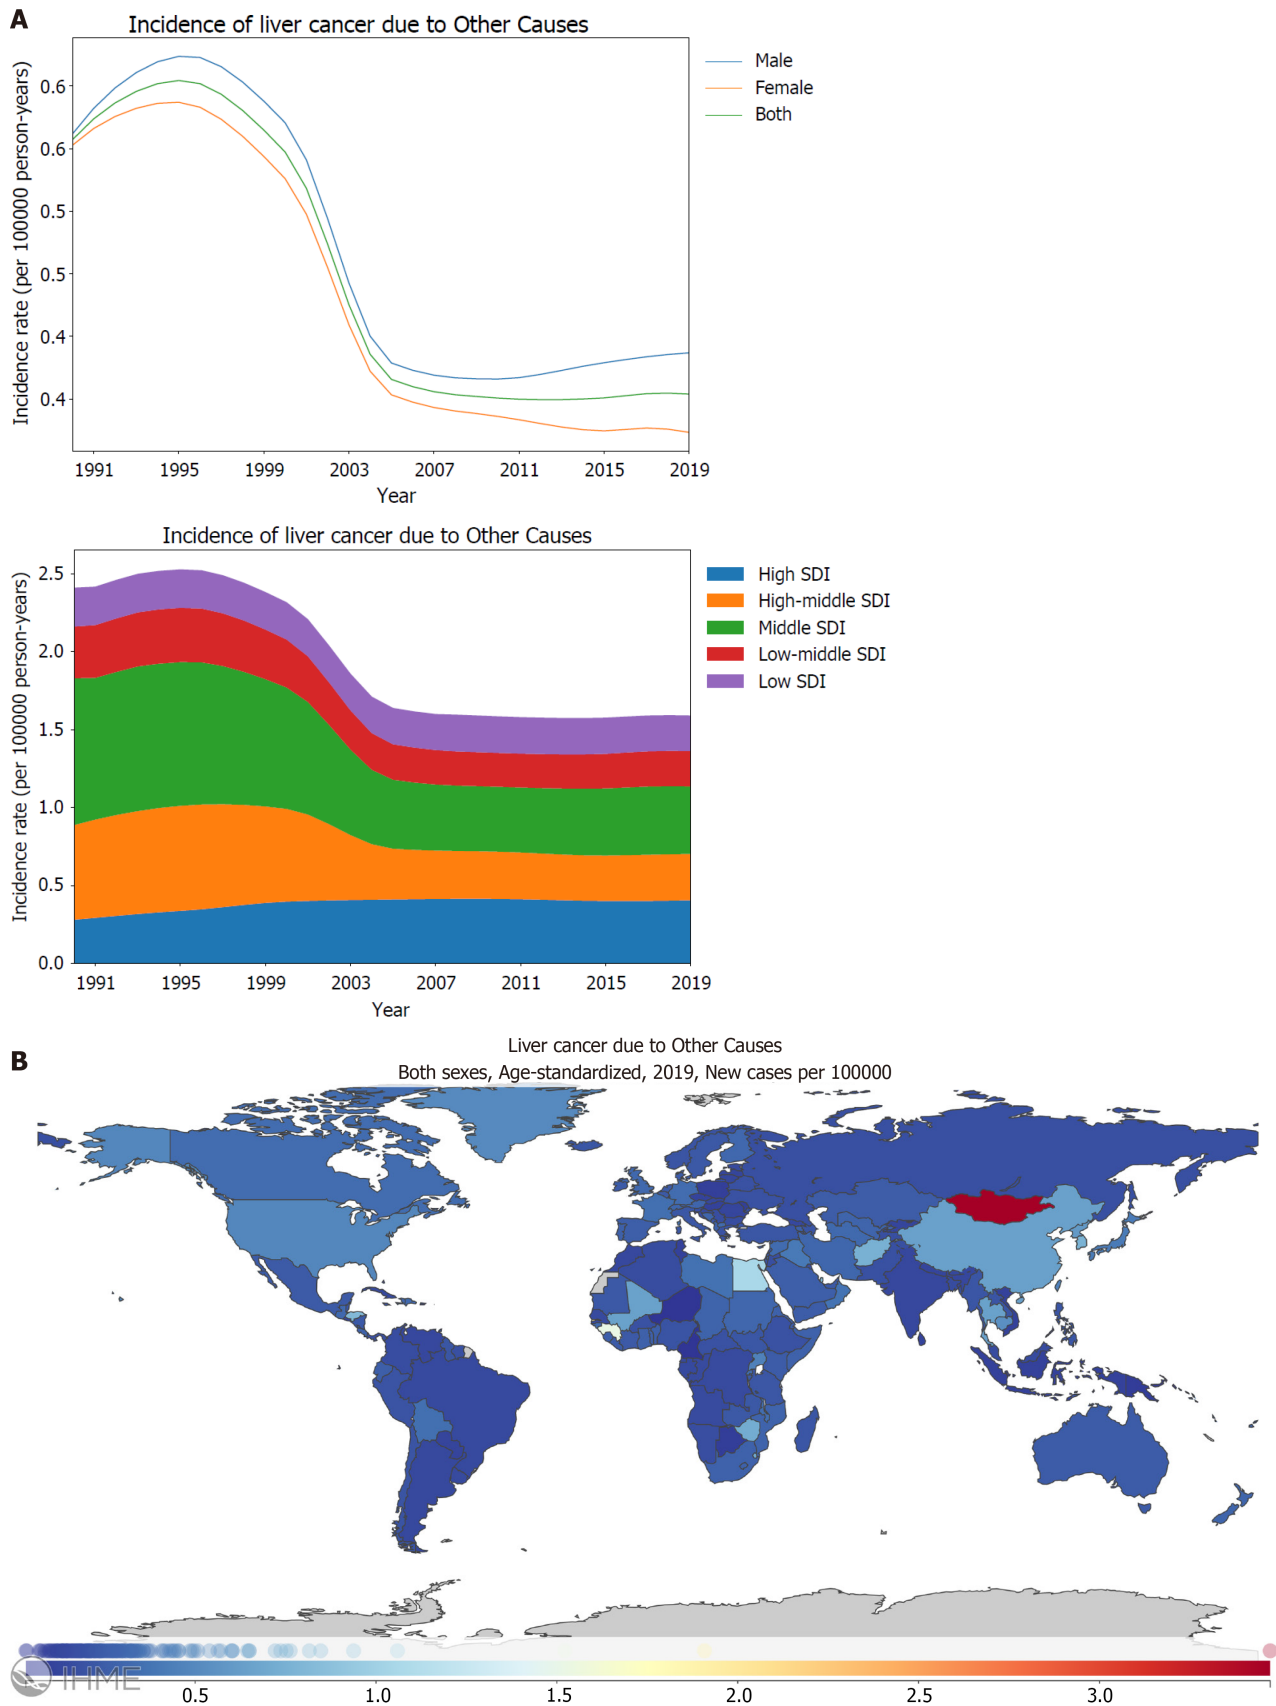 A
Incidence of liver cancer due to Other Causes
Incidence rate (per 100000 person-years)
0.6
0.6
0.5
0.5
0.4
0.4
1991 1995 1999 2003 2007 2011 2015 2019
Year
Male
Female
Both
Incidence of liver cancer due to Other Causes
Incidence rate (per 100000 person-years)
2.5
2.0
1.5
1.0
0.5
0.0
1991 1995 1999 2003 2007 2011 2015 2019
Year
High SDI
High-middle SDI
Middle SDI
Low-middle SDI
Low SDI
B
Liver cancer due to Other Causes
Both sexes, Age-standardized, 2019, New cases per 100000
IHME
0.5 1.0 1.5 2.0 2.5 3.0